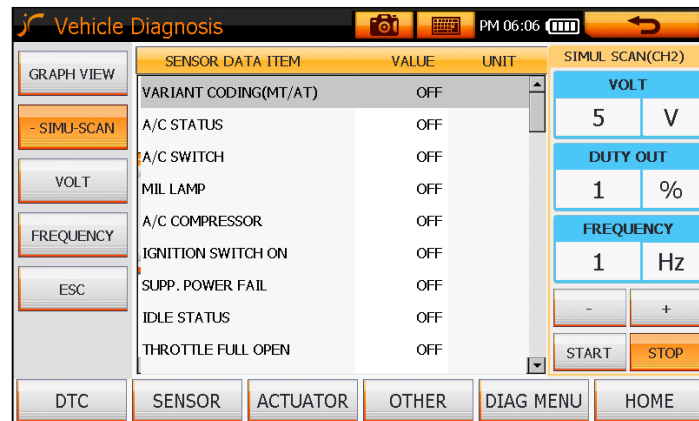 Vehicle Diagnosis
PM 06:06
GRAPH VIEW
- SIMU-SCAN
VOLT
FREQUENCY
ESC
SENSOR DATA ITEM VALUE UNIT
VARIANT CODING(MT/AT) OFF
A/C STATUS OFF
A/C SWITCH OFF
MIL LAMP OFF
A/C COMPRESSOR OFF
IGNITION SWITCH ON OFF
SUPP. POWER FAIL OFF
IDLE STATUS OFF
THROTTLE FULL OPEN OFF
SIMUL SCAN(CH2)
VOLT
5 V
DUTY OUT
1 %
FREQUENCY
1 Hz
- +
START STOP
DTC SENSOR ACTUATOR OTHER DIAG MENU HOME